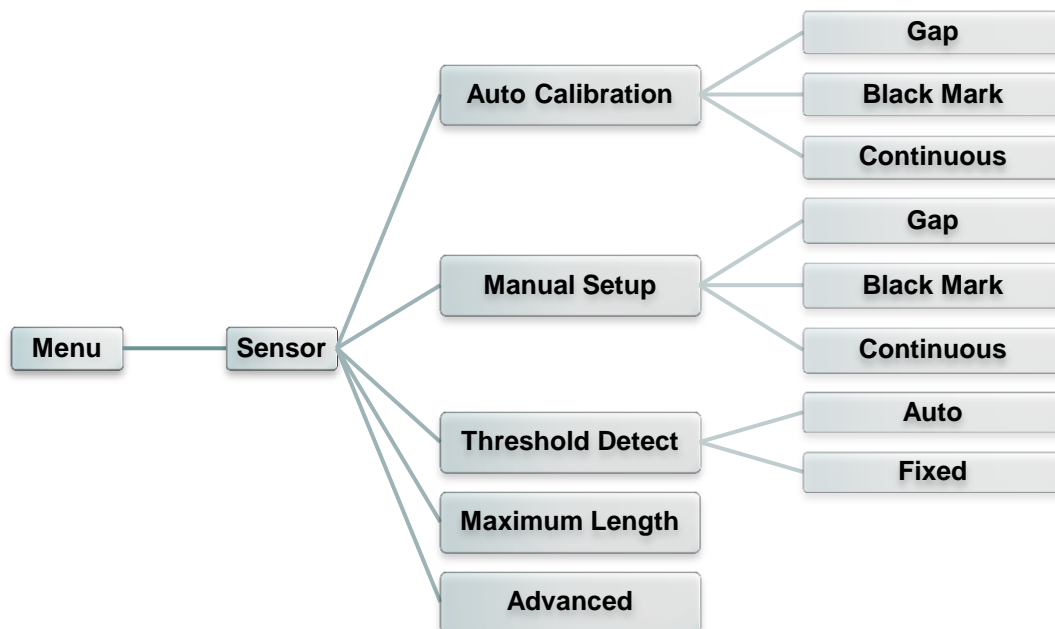 Menu
Sensor
Auto Calibration
Gap
Black Mark
Continuous
Manual Setup
Gap
Black Mark
Continuous
Threshold Detect
Auto
Fixed
Maximum Length
Advanced